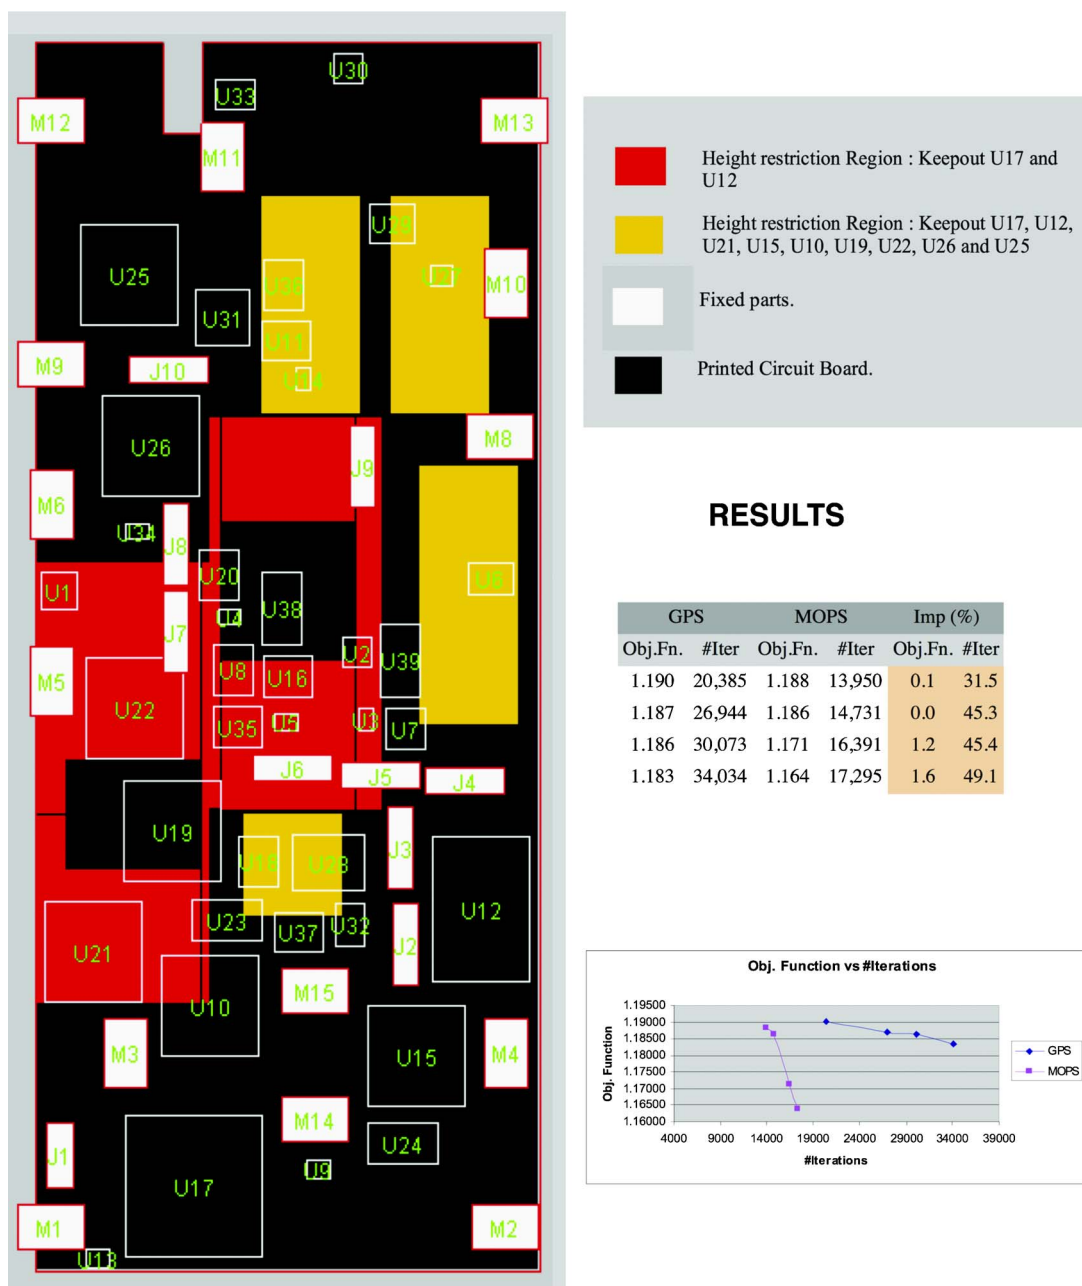 U30
U33
M12
M13
M11
U29
U25
U36
U27
M10
U31
U11
M9
J10
U14
M8
U26
J9
M6
U34
J8
U20
U6
U1
U38
U4
J7
U2
U39
U8
U16
M5
U22
U35
U5
U3
U7
J6
J5
J4
U19
J3
U18
U28
U12
U23
U32
U37
J2
U21
M15
U10
M3
M4
U15
M14
U24
J1
U9
U17
M1
M2
U13
Height restriction Region : Keepout U17 and
U12
Height restriction Region : Keepout U17, U12,
U21, U15, U10, U19, U22, U26 and U25
Fixed parts.
Printed Circuit Board.
RESULTS
GPS MOPS Imp (%)
Obj.Fn. #Iter Obj.Fn. #Iter Obj.Fn. #Iter
1.190 20,385 1.188 13,950 0.1 31.5
1.187 26,944 1.186 14,731 0.0 45.3
1.186 30,073 1.171 16,391 1.2 45.4
1.183 34,034 1.164 17,295 1.6 49.1
Obj. Function vs #Iterations
Obj. Function
1.19500
1.19000
1.18500
1.18000
1.17500
1.17000
1.16500
1.16000
4000 9000 14000 19000 24000 29000 34000 39000
#Iterations
GPS
MOPS